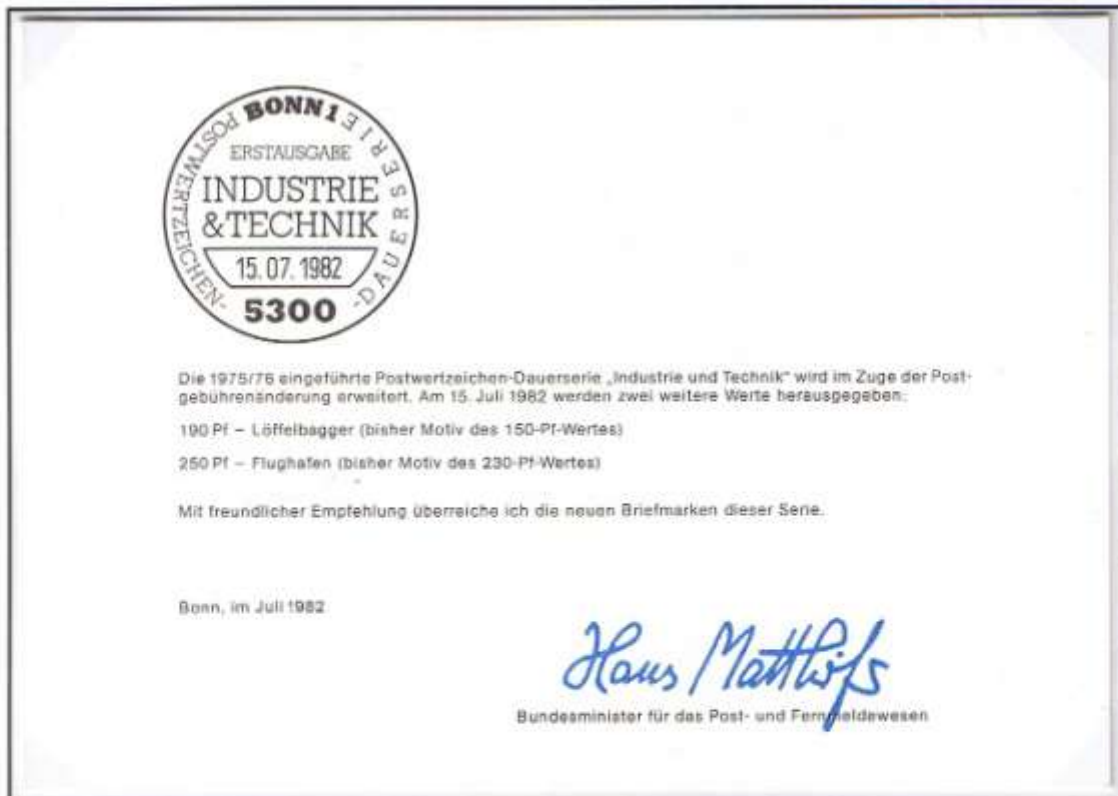 BONN 1
POSTWERTZEICHEN-
-DAUERSERIE
ERSTAUSGABE
INDUSTRIE
&TECHNIK
15.07.1982
5300
Die 1975/76 eingeführte Postwertzeichen-Dauerserie „Industrie und Technik" wird im Zuge der Post-
gebührenänderung erweitert. Am 15. Juli 1982 werden zwei weitere Werte herausgegeben:
190 Pf – Löffelbagger (bisher Motiv des 150-Pf-Wertes)
250 Pf – Flughafen (bisher Motiv des 230-Pf-Wertes)
Mit freundlicher Empfehlung überreiche ich die neuen Briefmarken dieser Serie.
Bonn, im Juli 1982
Hans Matthöfer
Bundesminister für das Post- und Fernmeldewesen